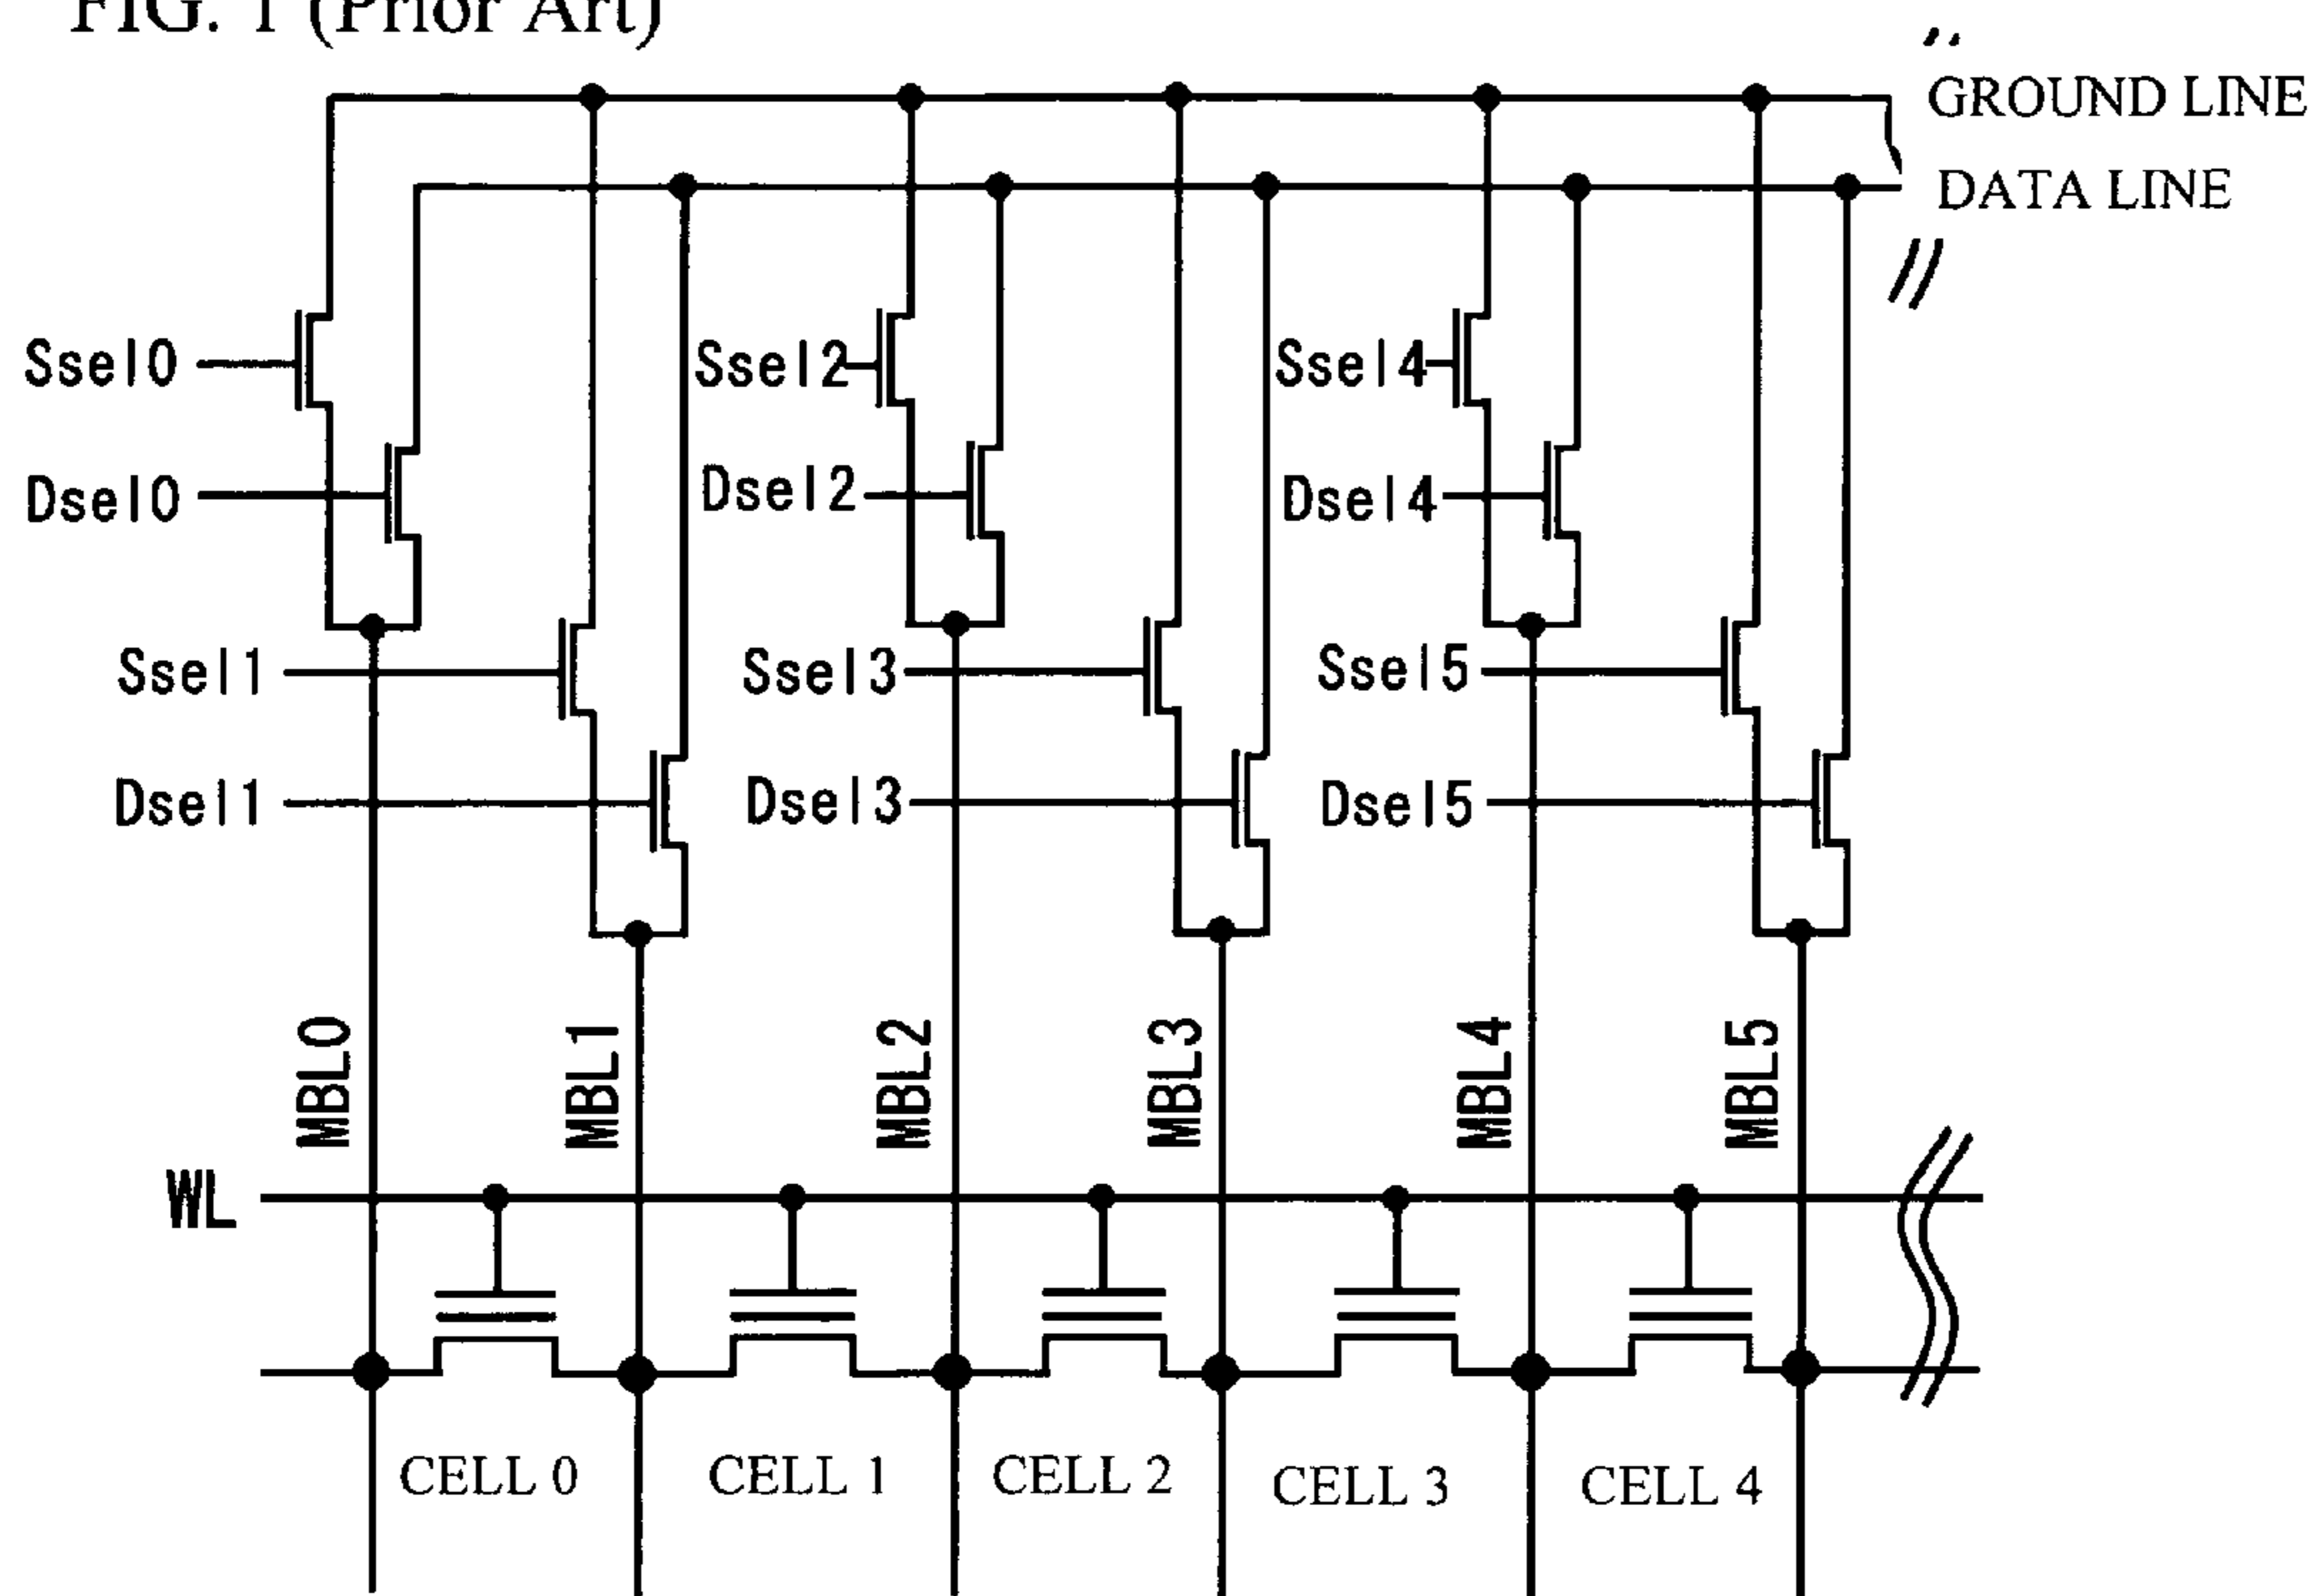 FIG. 1 (Prior Art)
GROUND LINE
DATA LINE
Ssel0
Ssel2
Ssel4
Dsel0
Dsel2
Dsel4
Ssel1
Ssel3
Ssel5
Dsel1
Dsel3
Dsel5
MBL0
MBL1
MBL2
MBL3
MBL4
MBL5
WL
CELL 0
CELL 1
CELL 2
CELL 3
CELL 4